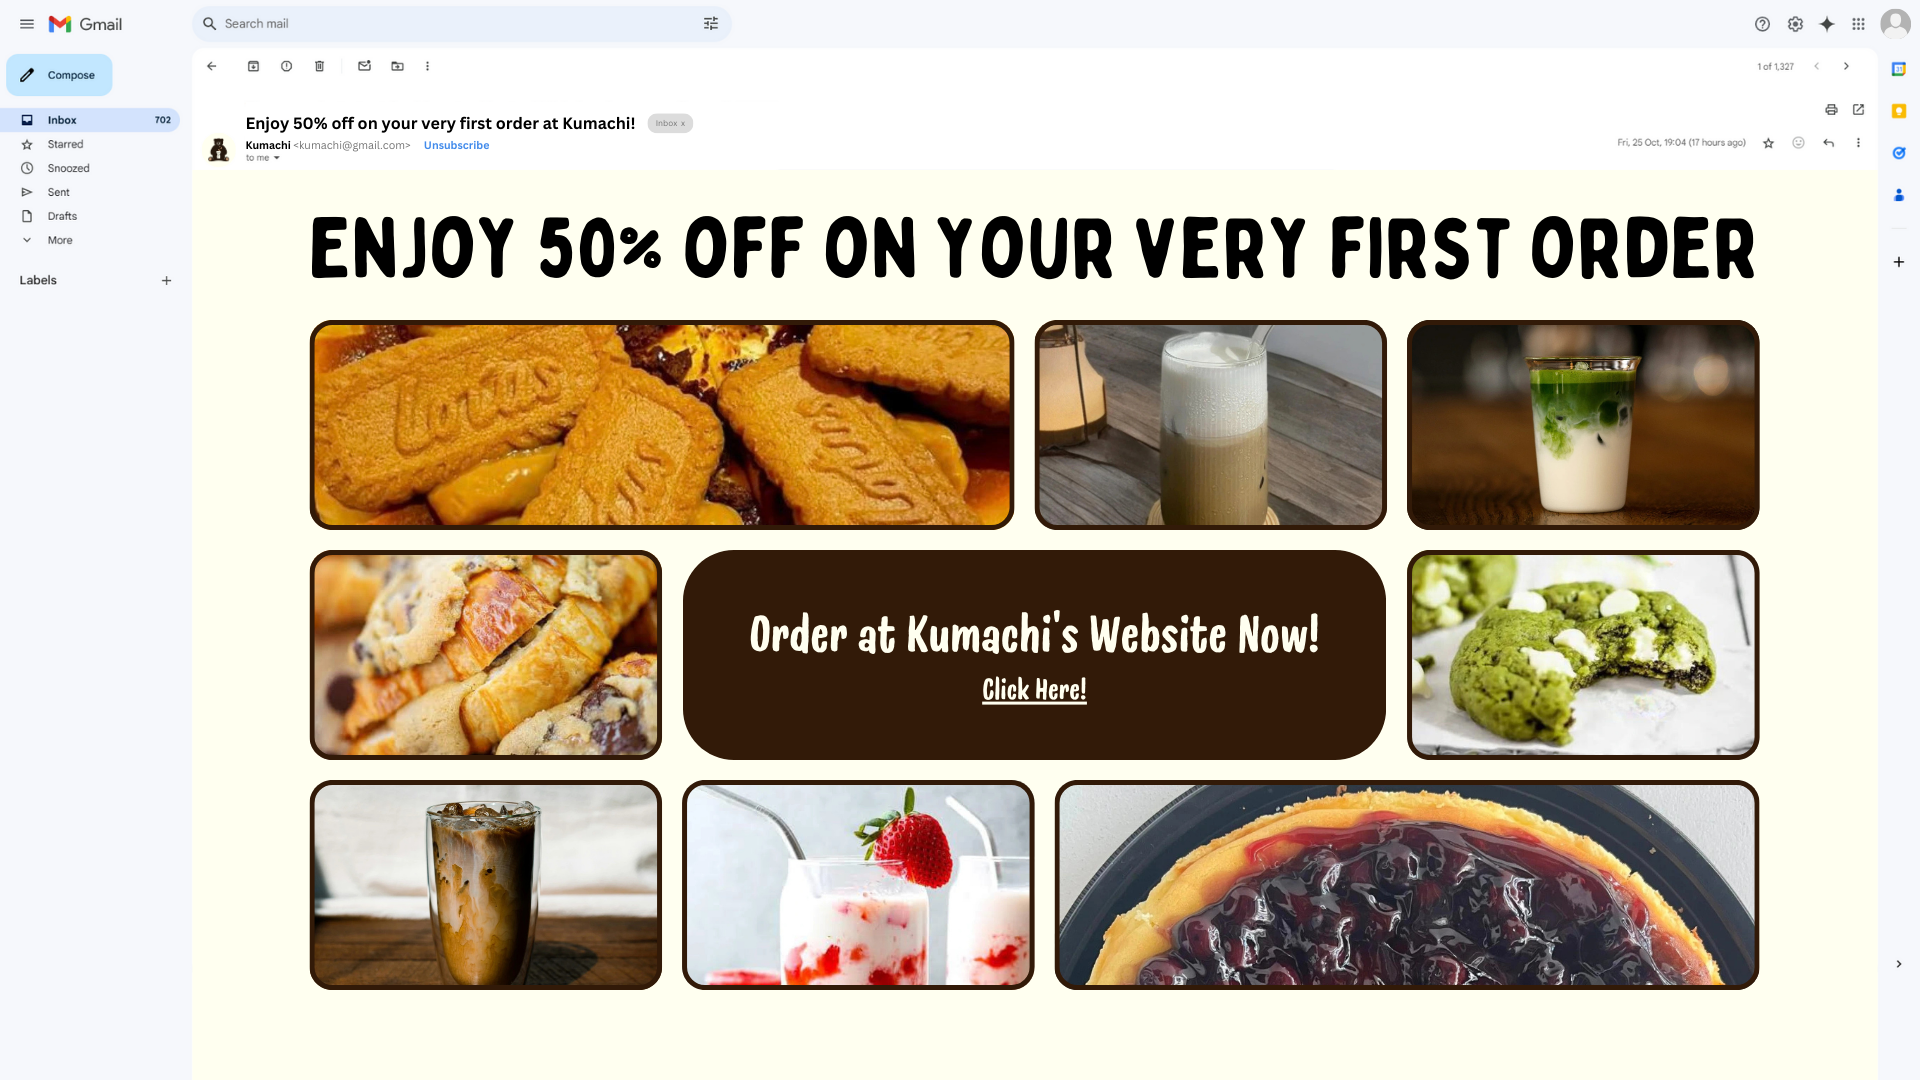 Gmail
Search mail
Compose
1 of 1,327
Inbox 702
Starred
Snoozed
Sent
Drafts
More
Labels
Enjoy 50% off on your very first order at Kumachi! Inbox x
Kumachi <kumachi@gmail.com> Unsubscribe
to me
Fri, 25 Oct, 19:04 (17 hours ago)
ENJOY 50% OFF ON YOUR VERY FIRST ORDER
Lotus
Order at Kumachi's Website Now!
Click Here!